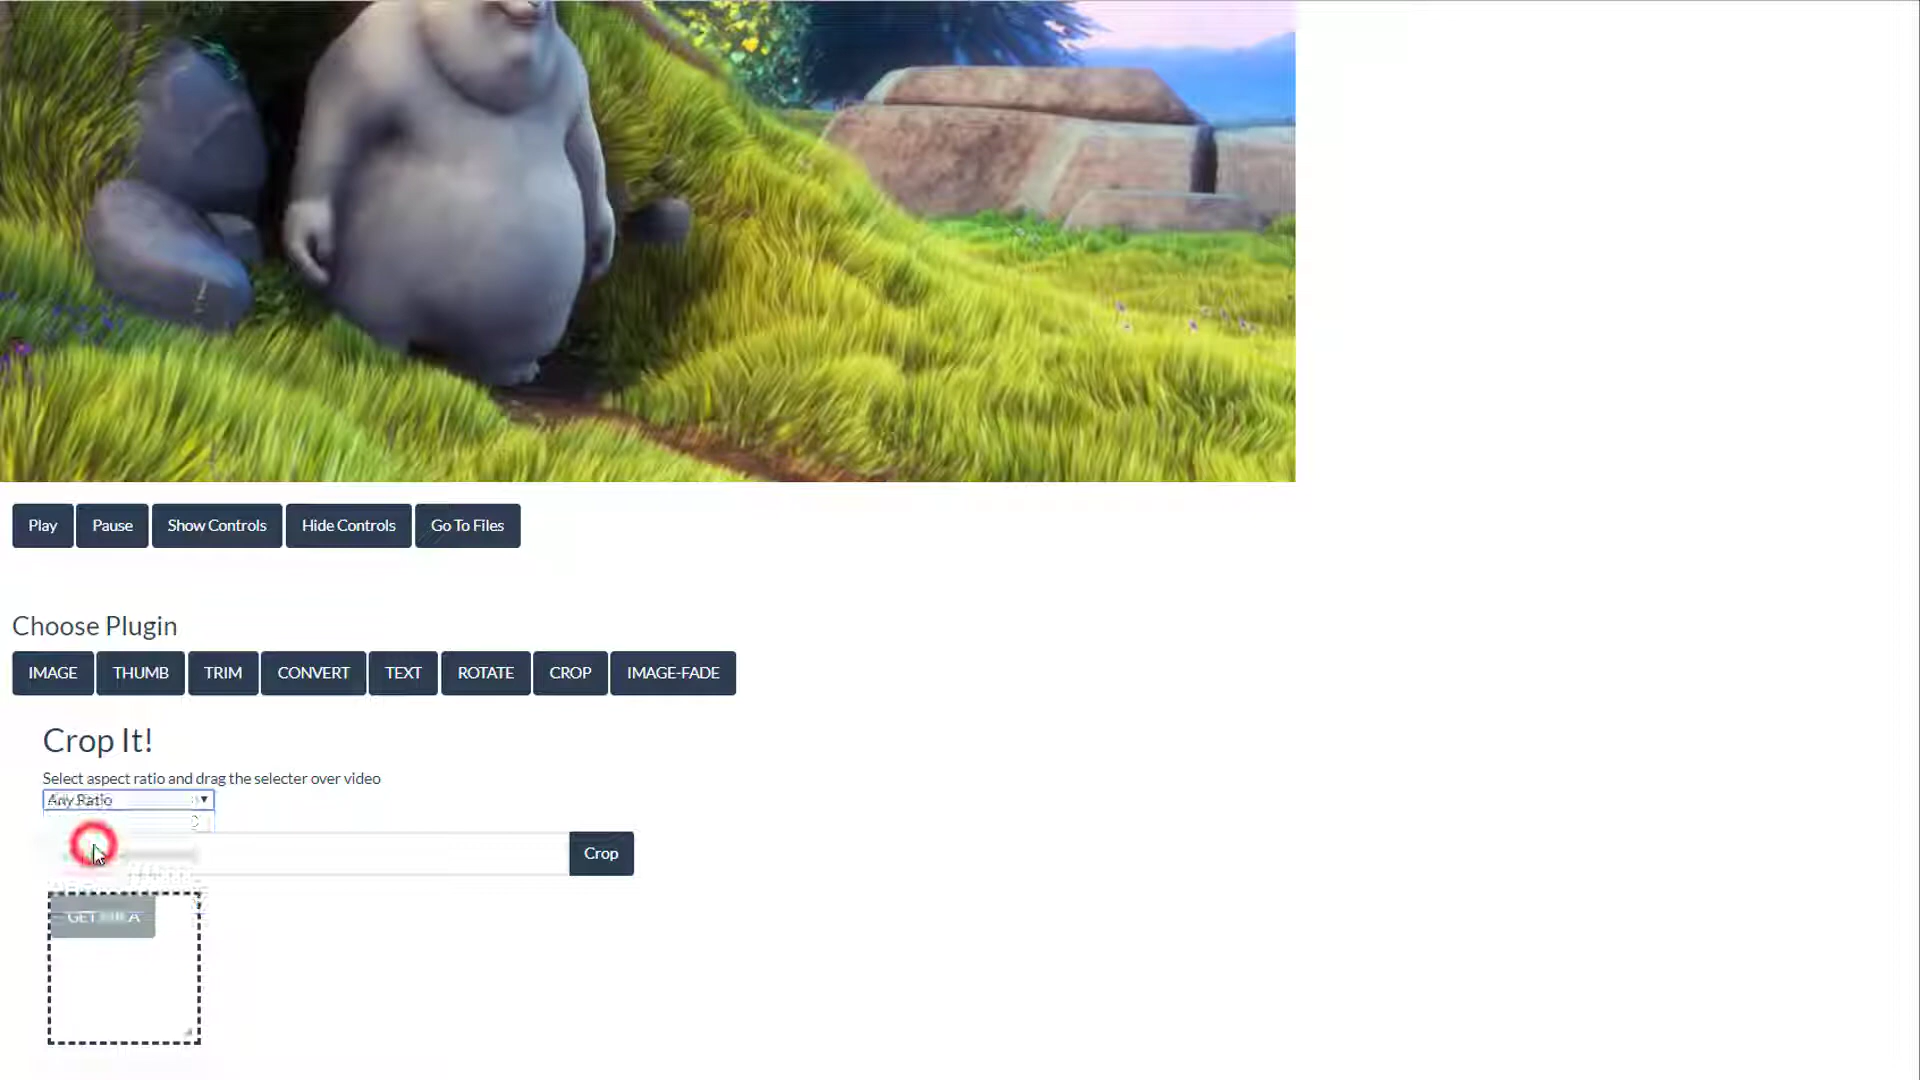 Play Pause Show Controls Hide Controls Go To Files
Choose Plugin
IMAGE THUMB TRIM CONVERT TEXT ROTATE CROP IMAGE-FADE
Crop It!
Select aspect ratio and drag the selecter over video
Any Ratio
Crop
GET